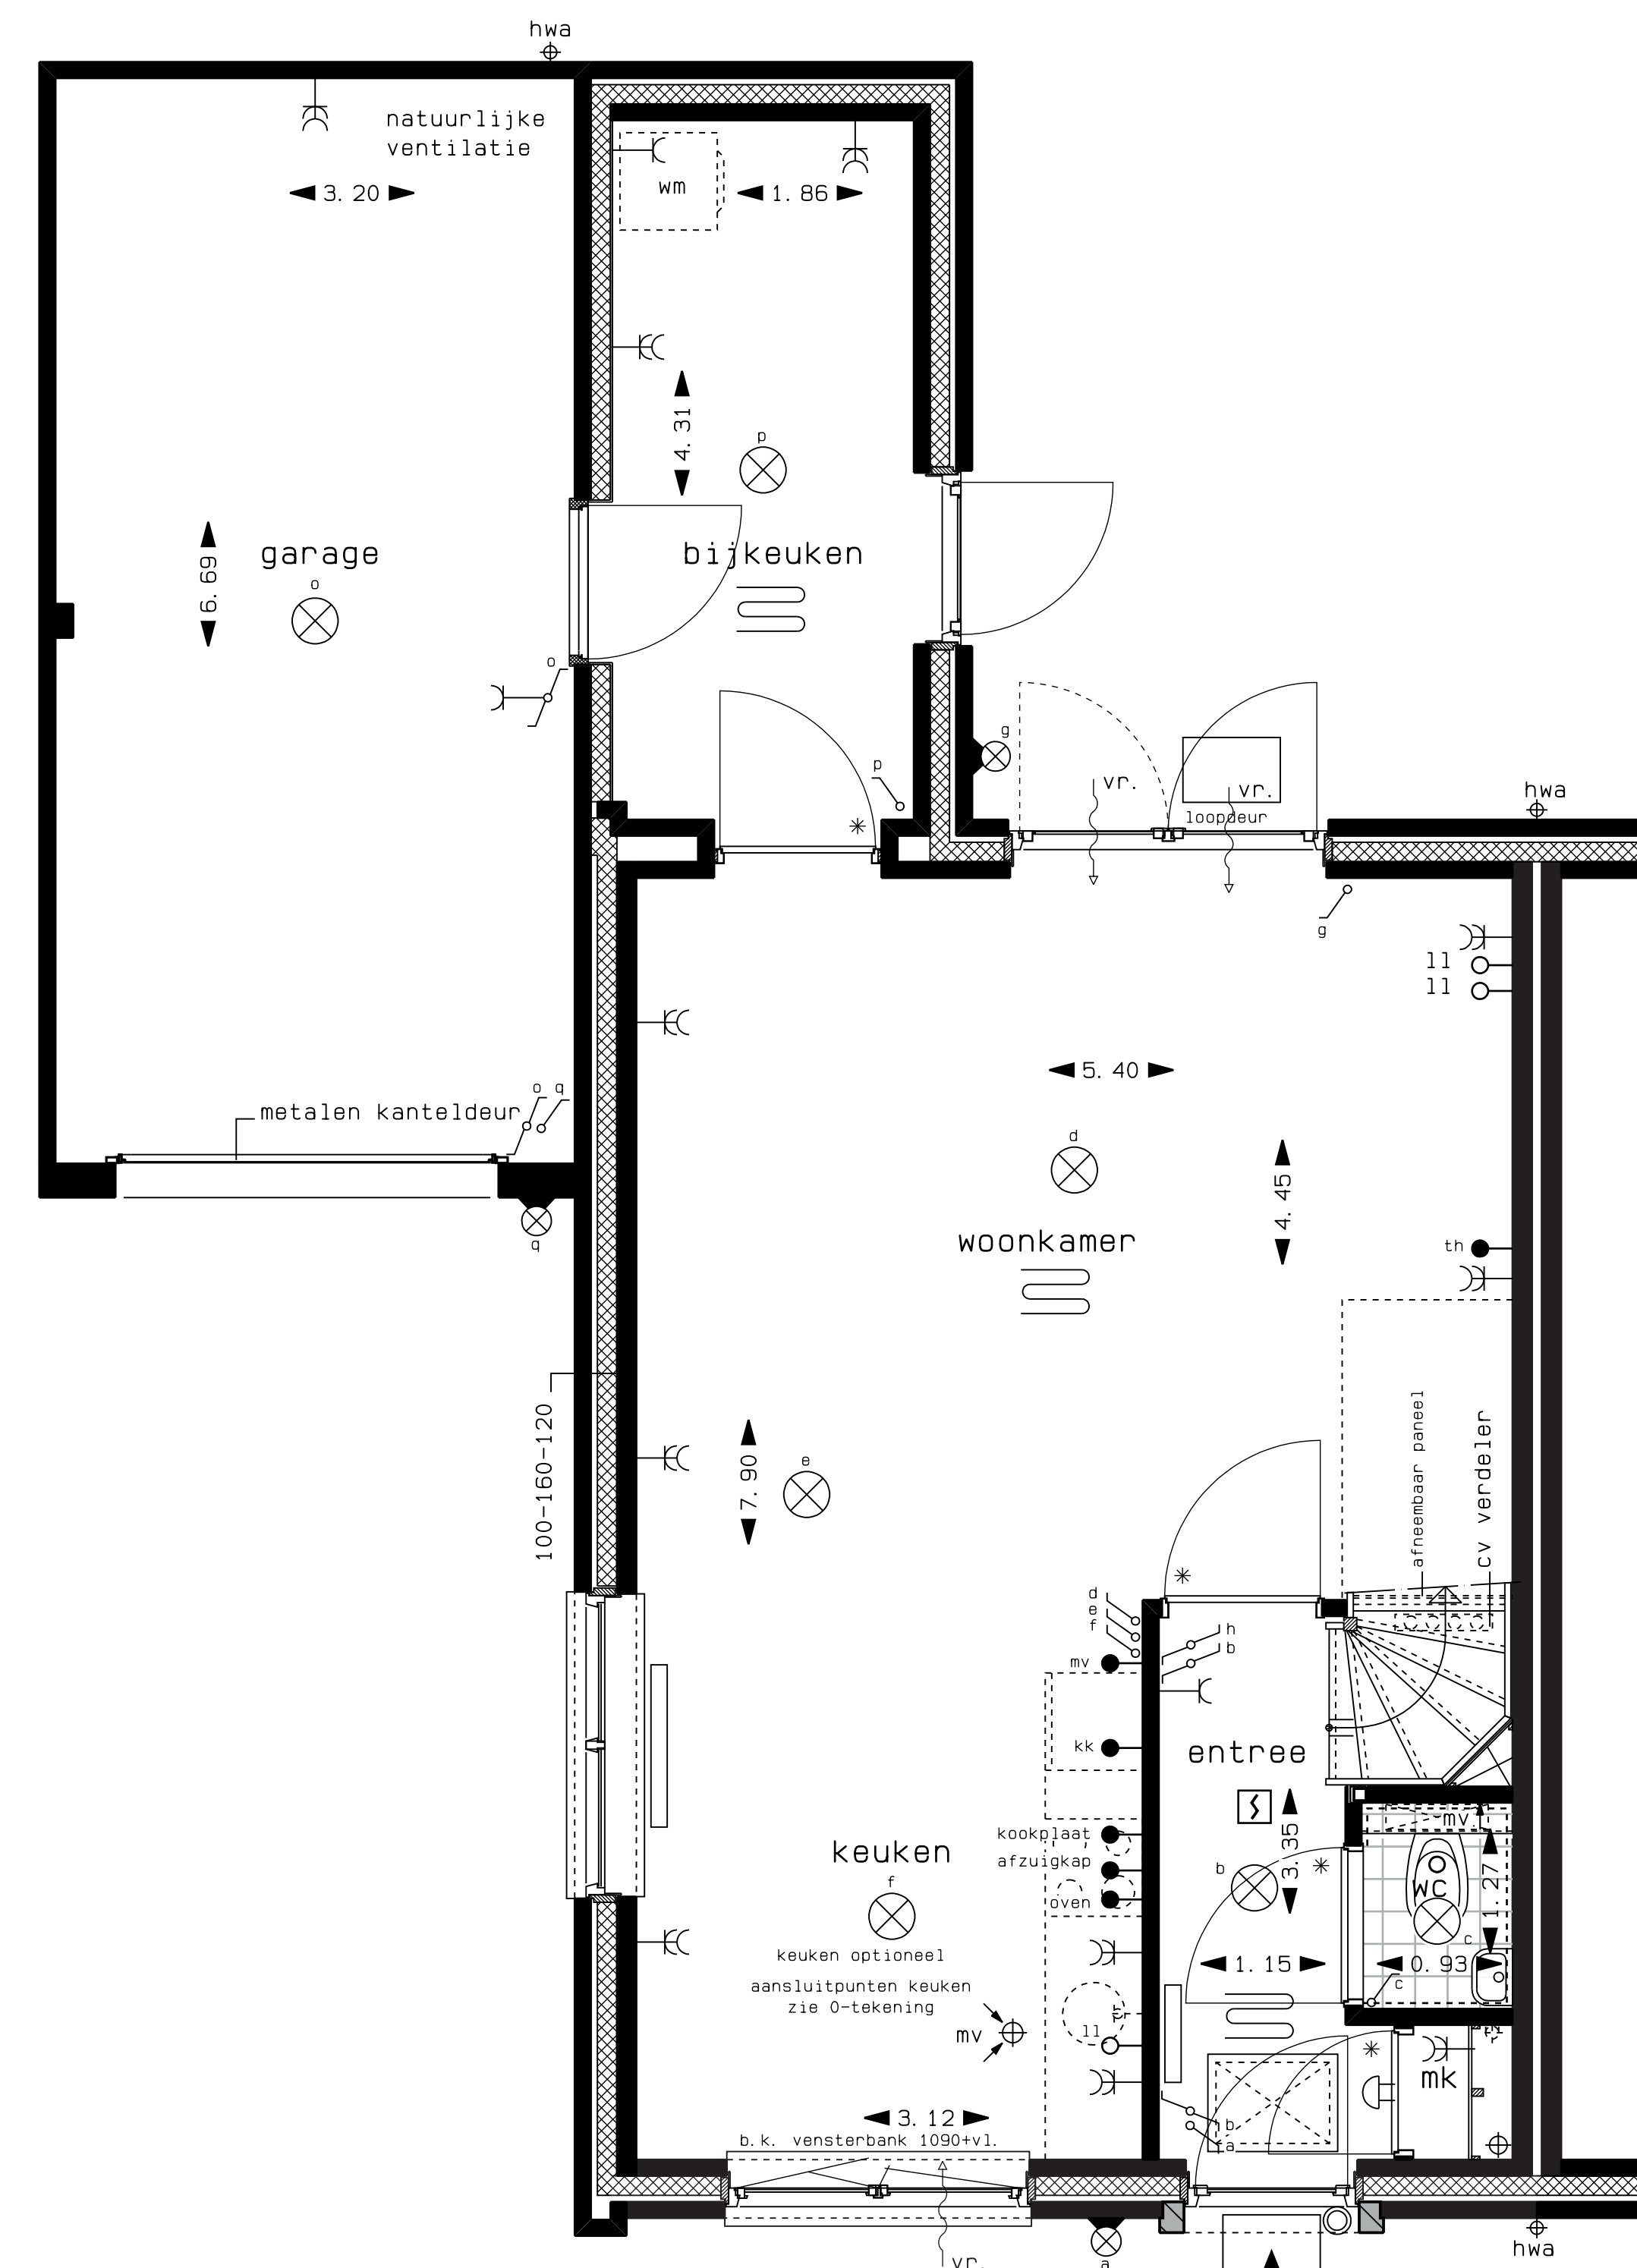 hwa
natuurlijke
ventilatie
3. 20
wm
1. 86
4. 31
p
garage
o
6. 69
bijkeuken
o
g
p
vr.
vr.
loopdeur
hwa
g
ll
ll
5. 40
o q
metalen kanteldeur
d
4. 45
q
woonkamer
th
100-160-120
7. 90
e
afneembaar paneel
cv verdeler
d
e
f
h
b
mv
kk
entree
kookplaat
mv.
keuken
afzuigkap
3. 35
b
f
oven
wc
1. 27
c
keuken optioneel
1. 15
0. 93
aansluitpunten keuken
c
zie O-tekening
mv
ll
mk
3. 12
b
b.k. vensterbank 1090+vl.
a
hwa
vr.
a